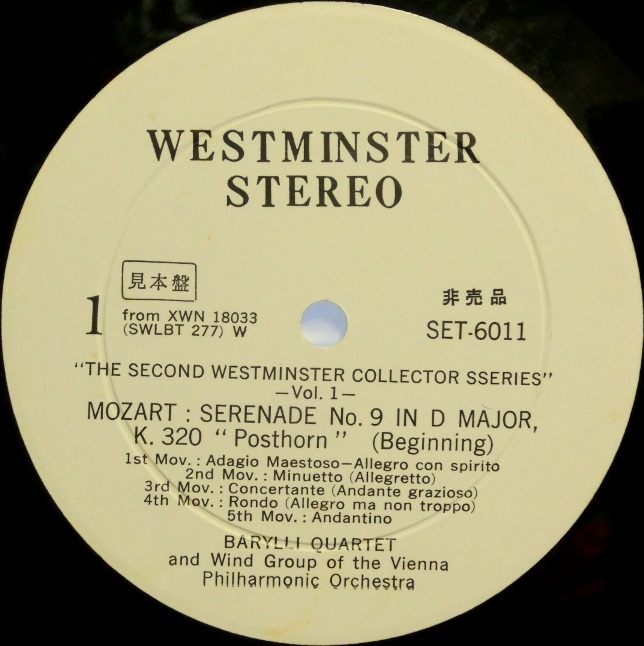 WESTMINSTER
STEREO
見本盤
非売品
1
from XWN 18033
(SWLBT 277) W
SET-6011
“THE SECOND WESTMINSTER COLLECTOR SSERIES”
—Vol. 1—
MOZART : SERENADE No. 9 IN D MAJOR,
K. 320 “Posthorn” (Beginning)
1st Mov. : Adagio Maestoso—Allegro con spirito
2nd Mov. : Minuetto (Allegretto)
3rd Mov. : Concertante (Andante grazioso)
4th Mov. : Rondo (Allegro ma non troppo)
5th Mov. : Andantino
BARYLLI QUARTET
and Wind Group of the Vienna
Philharmonic Orchestra